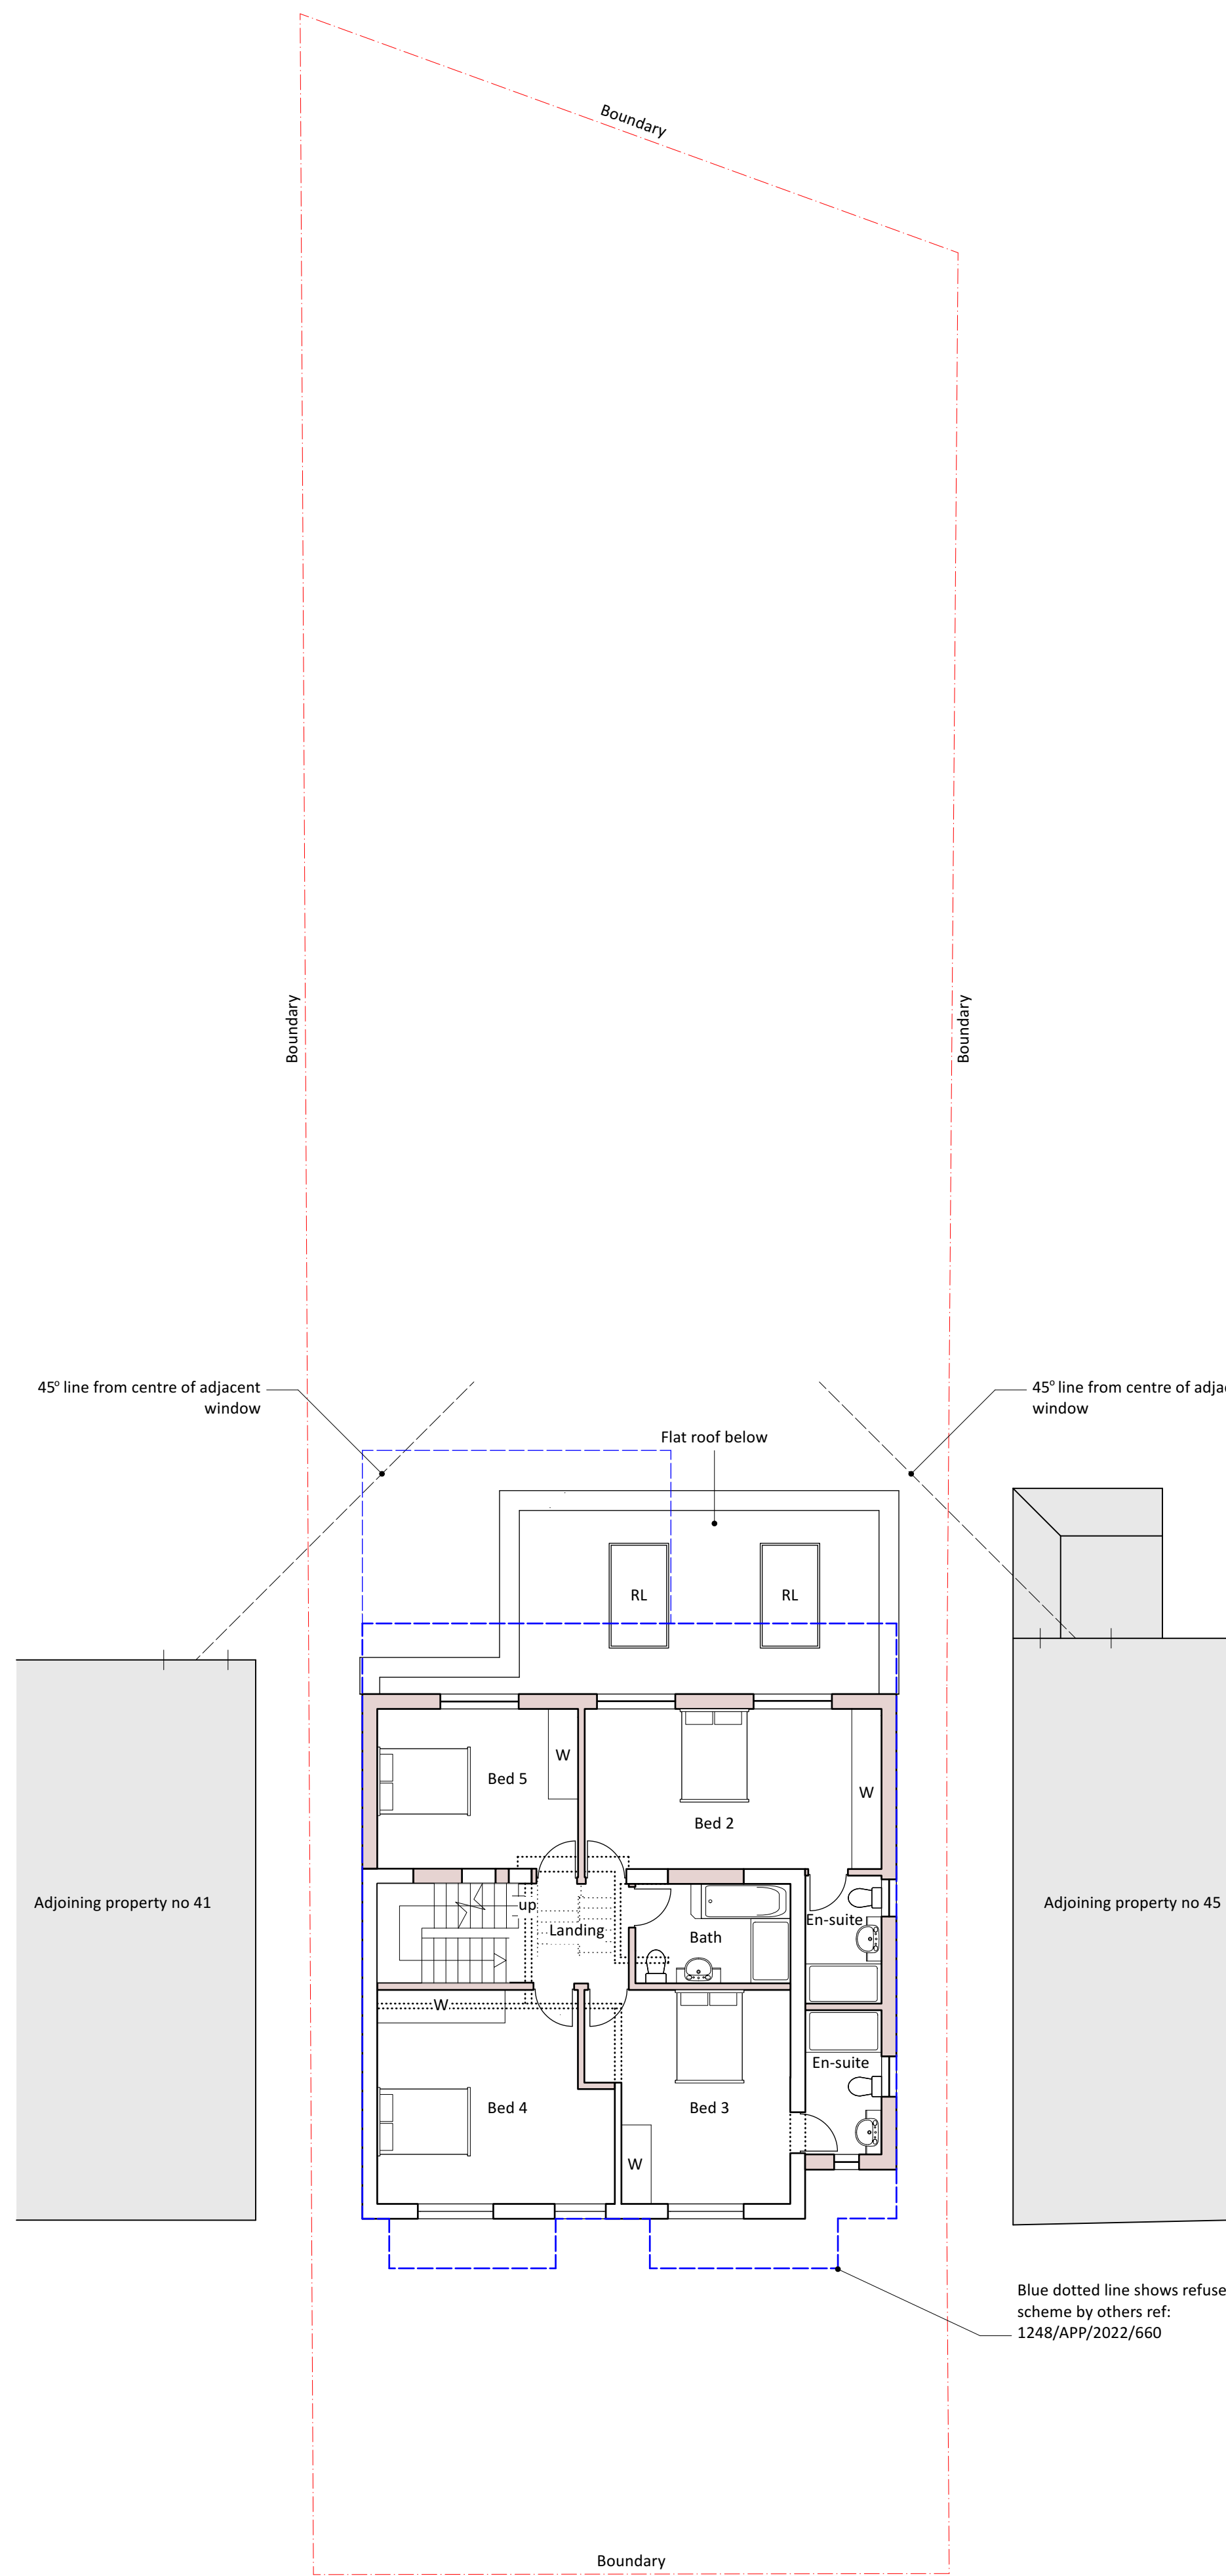 Boundary
Boundary
Boundary
45° line from centre of adjacent
window
45° line from centre of adja
window
Flat roof below
RL
RL
W
Bed 5
W
Bed 2
Adjoining property no 41
Adjoining property no 45
up
Landing
Bath
En-suite
W
En-suite
Bed 4
Bed 3
W
Blue dotted line shows refuse
scheme by others ref:
1248/APP/2022/660
Boundary